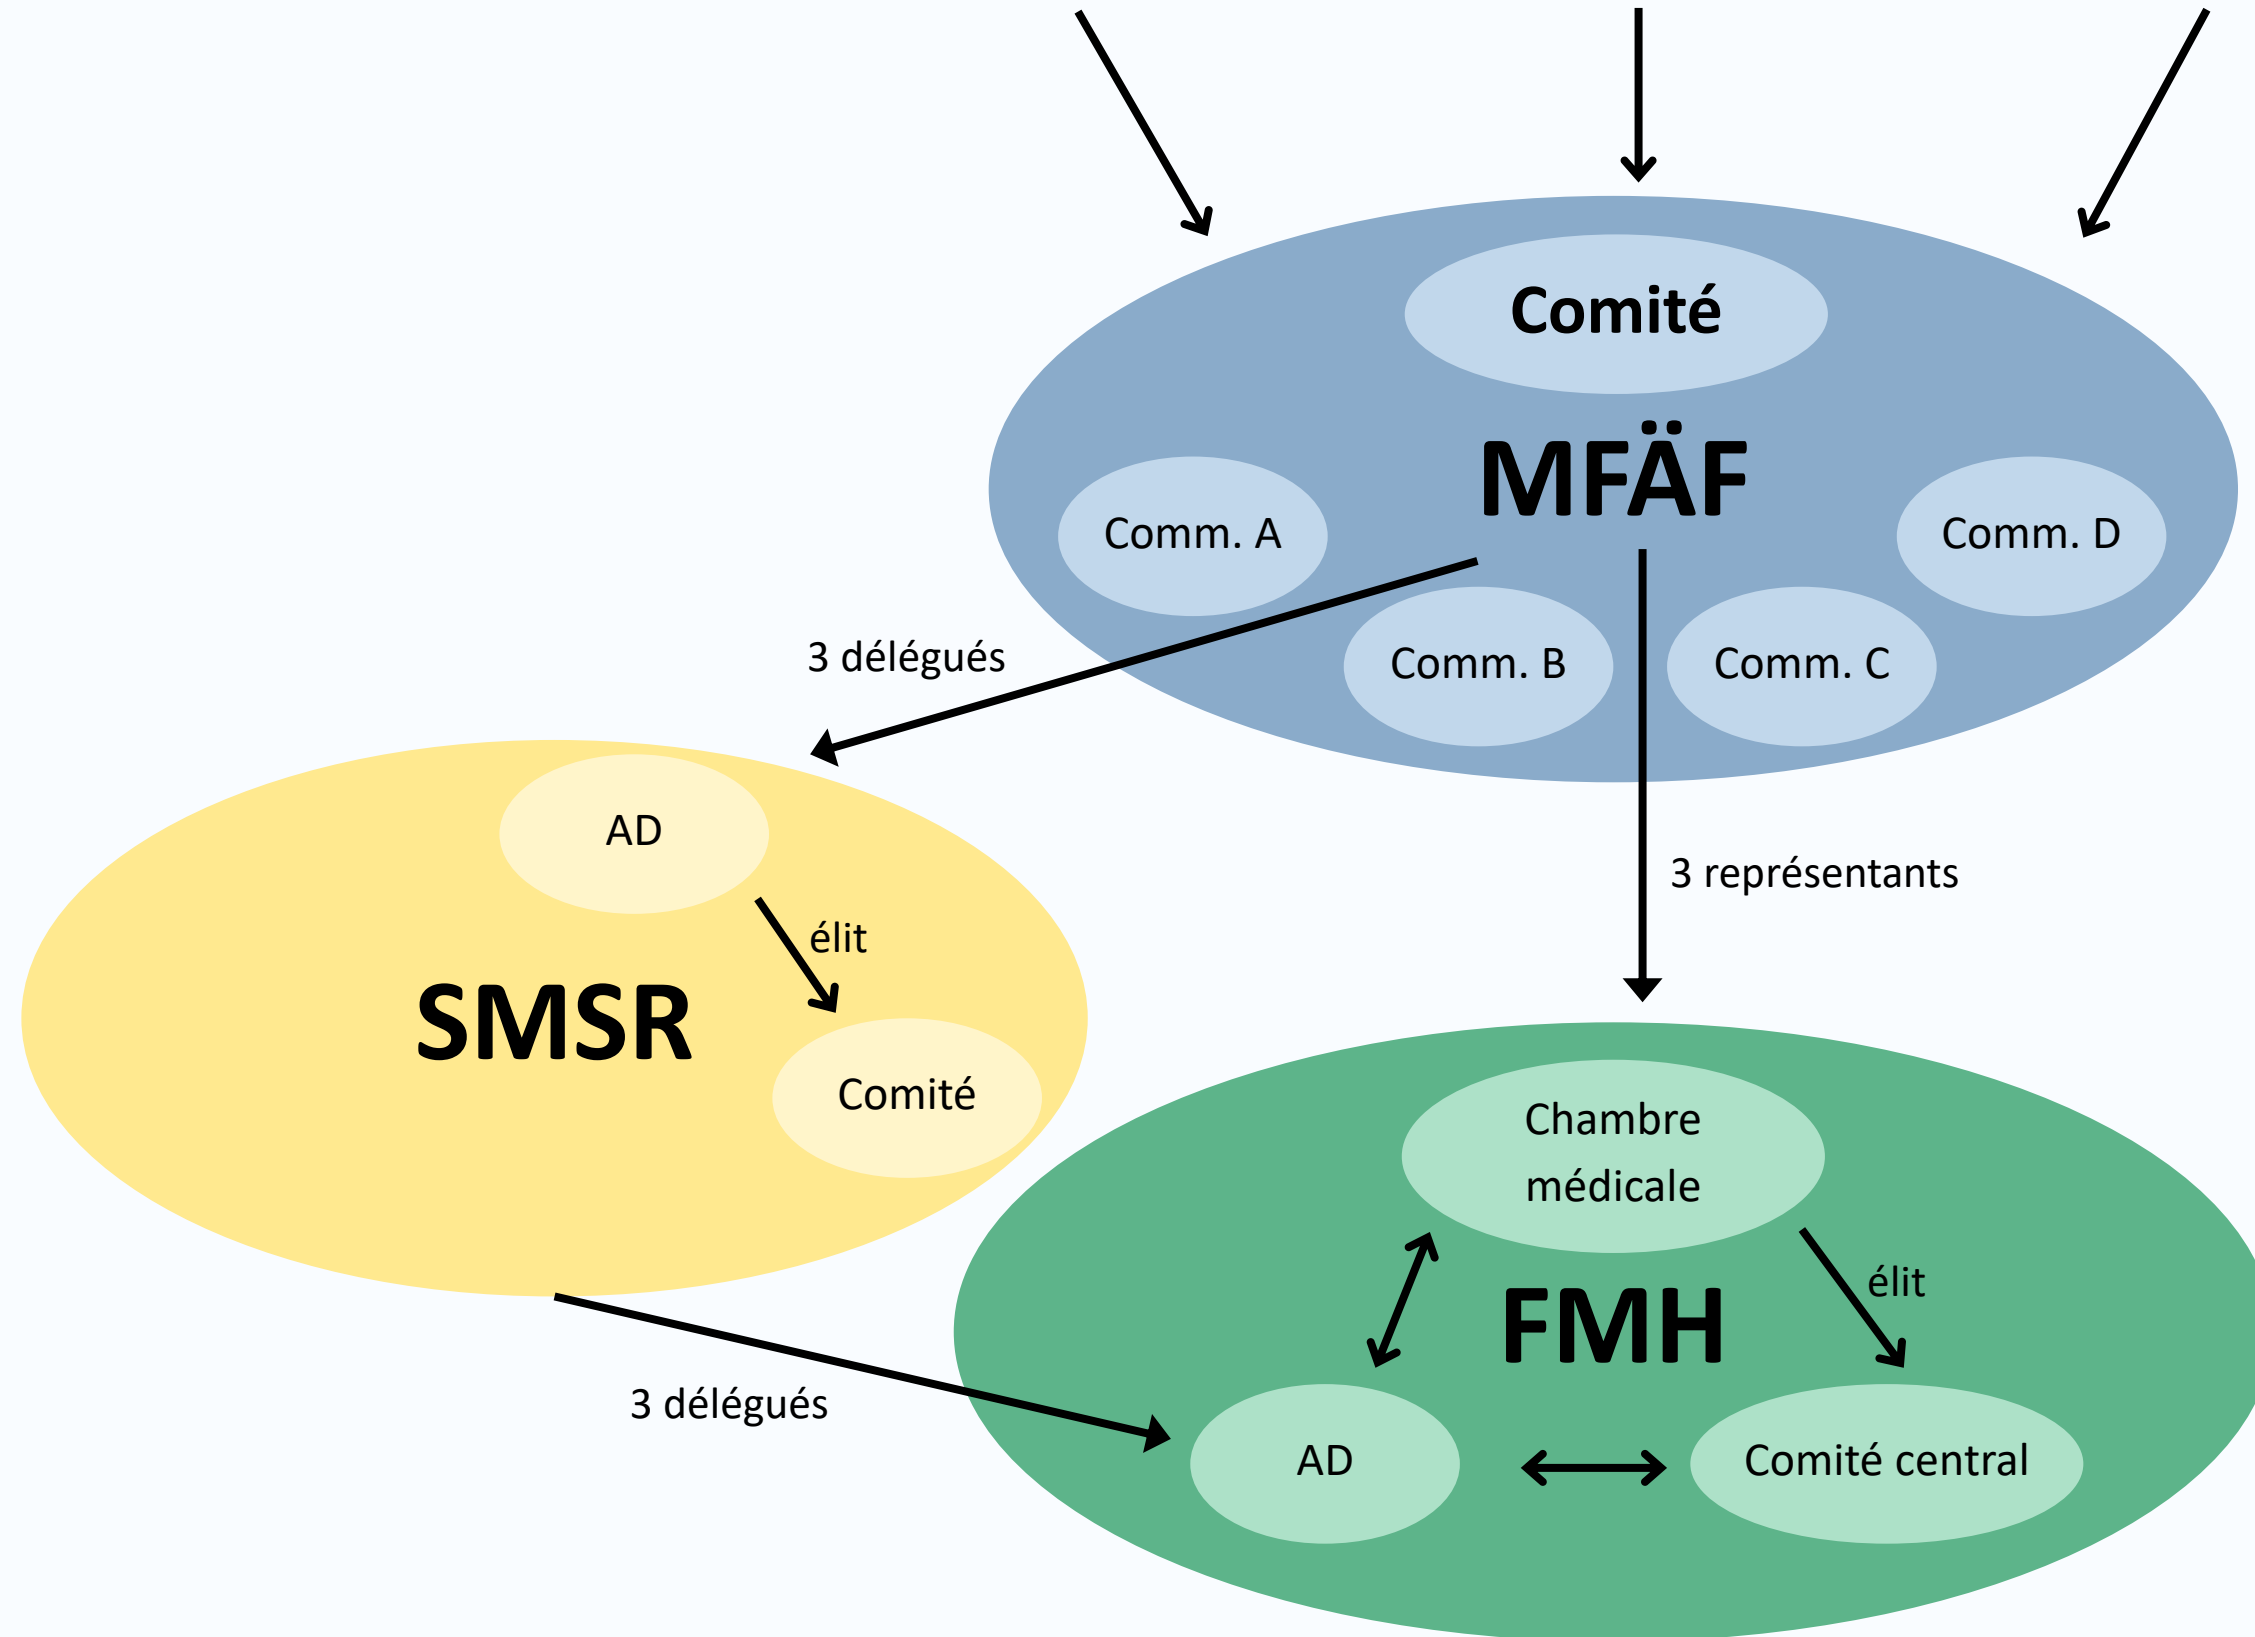 Comité
MFÄF
Comm. A
Comm. D
Comm. B
Comm. C
3 délégués
AD
3 représentants
élit
SMSR
Comité
Chambre
médicale
élit
FMH
3 délégués
AD
Comité central